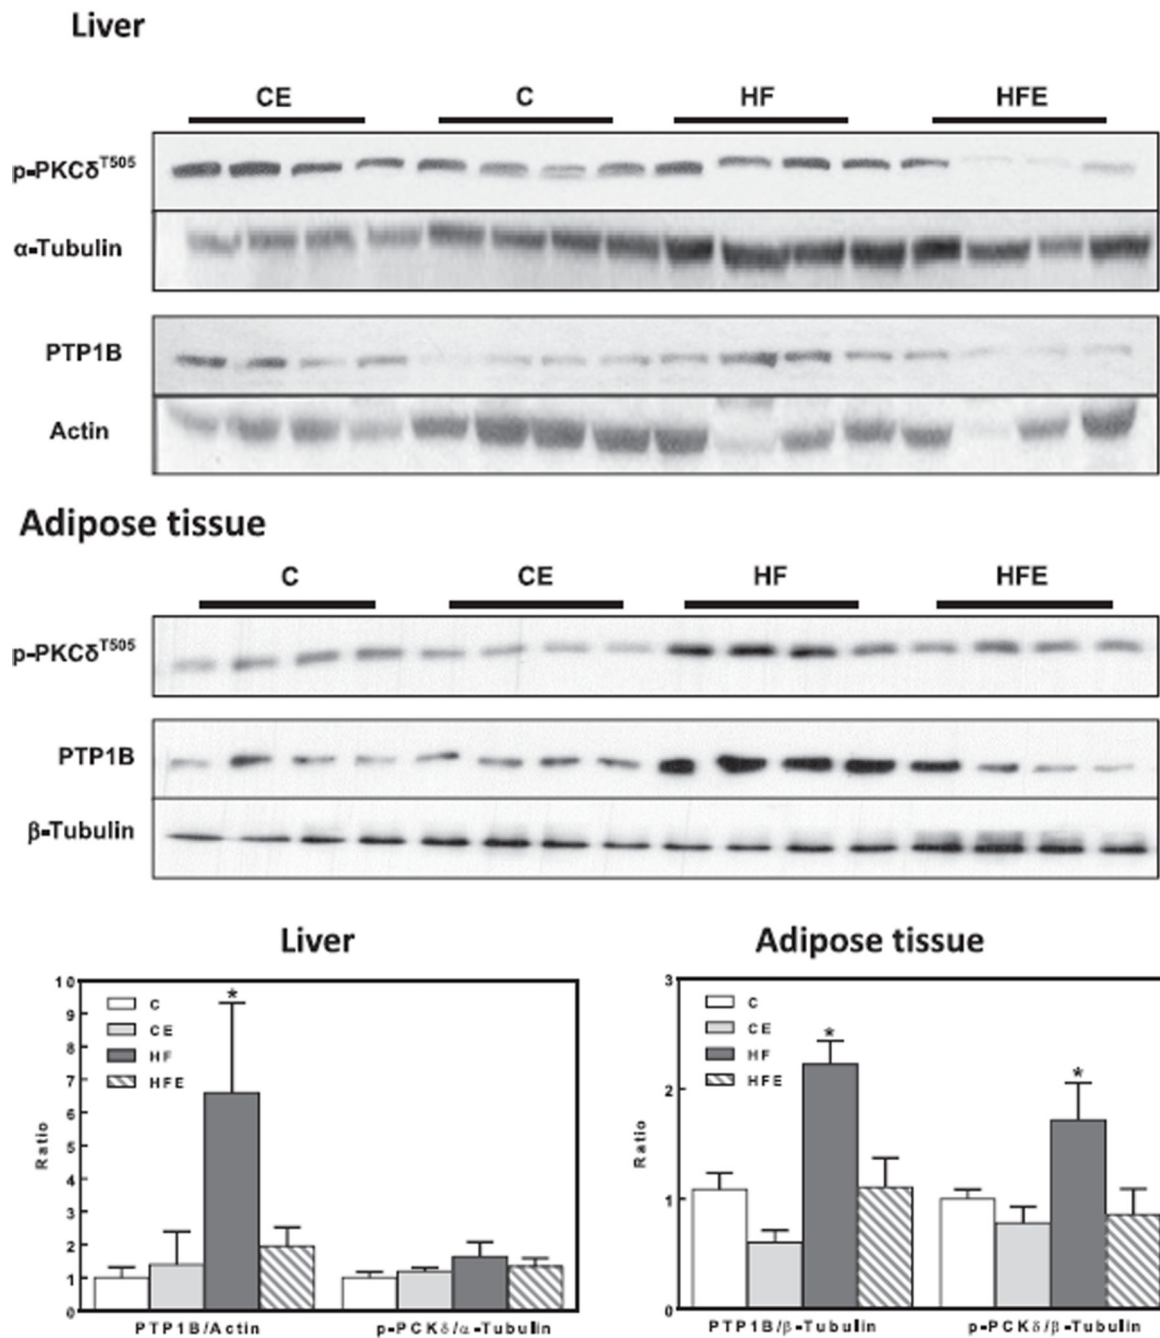 Liver
CE C HF HFE
p-PKCδT505
α-Tubulin
PTP1B
Actin
Adipose tissue
C CE HF HFE
p-PKCδT505
PTP1B
β-Tubulin
Liver
10
9
8
7
6
5
4
3
2
1
0
Ratio
C
CE
HF
HFE
*
PTP1B/Actin p-PCKδ/α-Tubulin
Adipose tissue
3
2
1
0
Ratio
C
CE
HF
HFE
*
*
PTP1B/β-Tubulin p-PCKδ/β-Tubulin